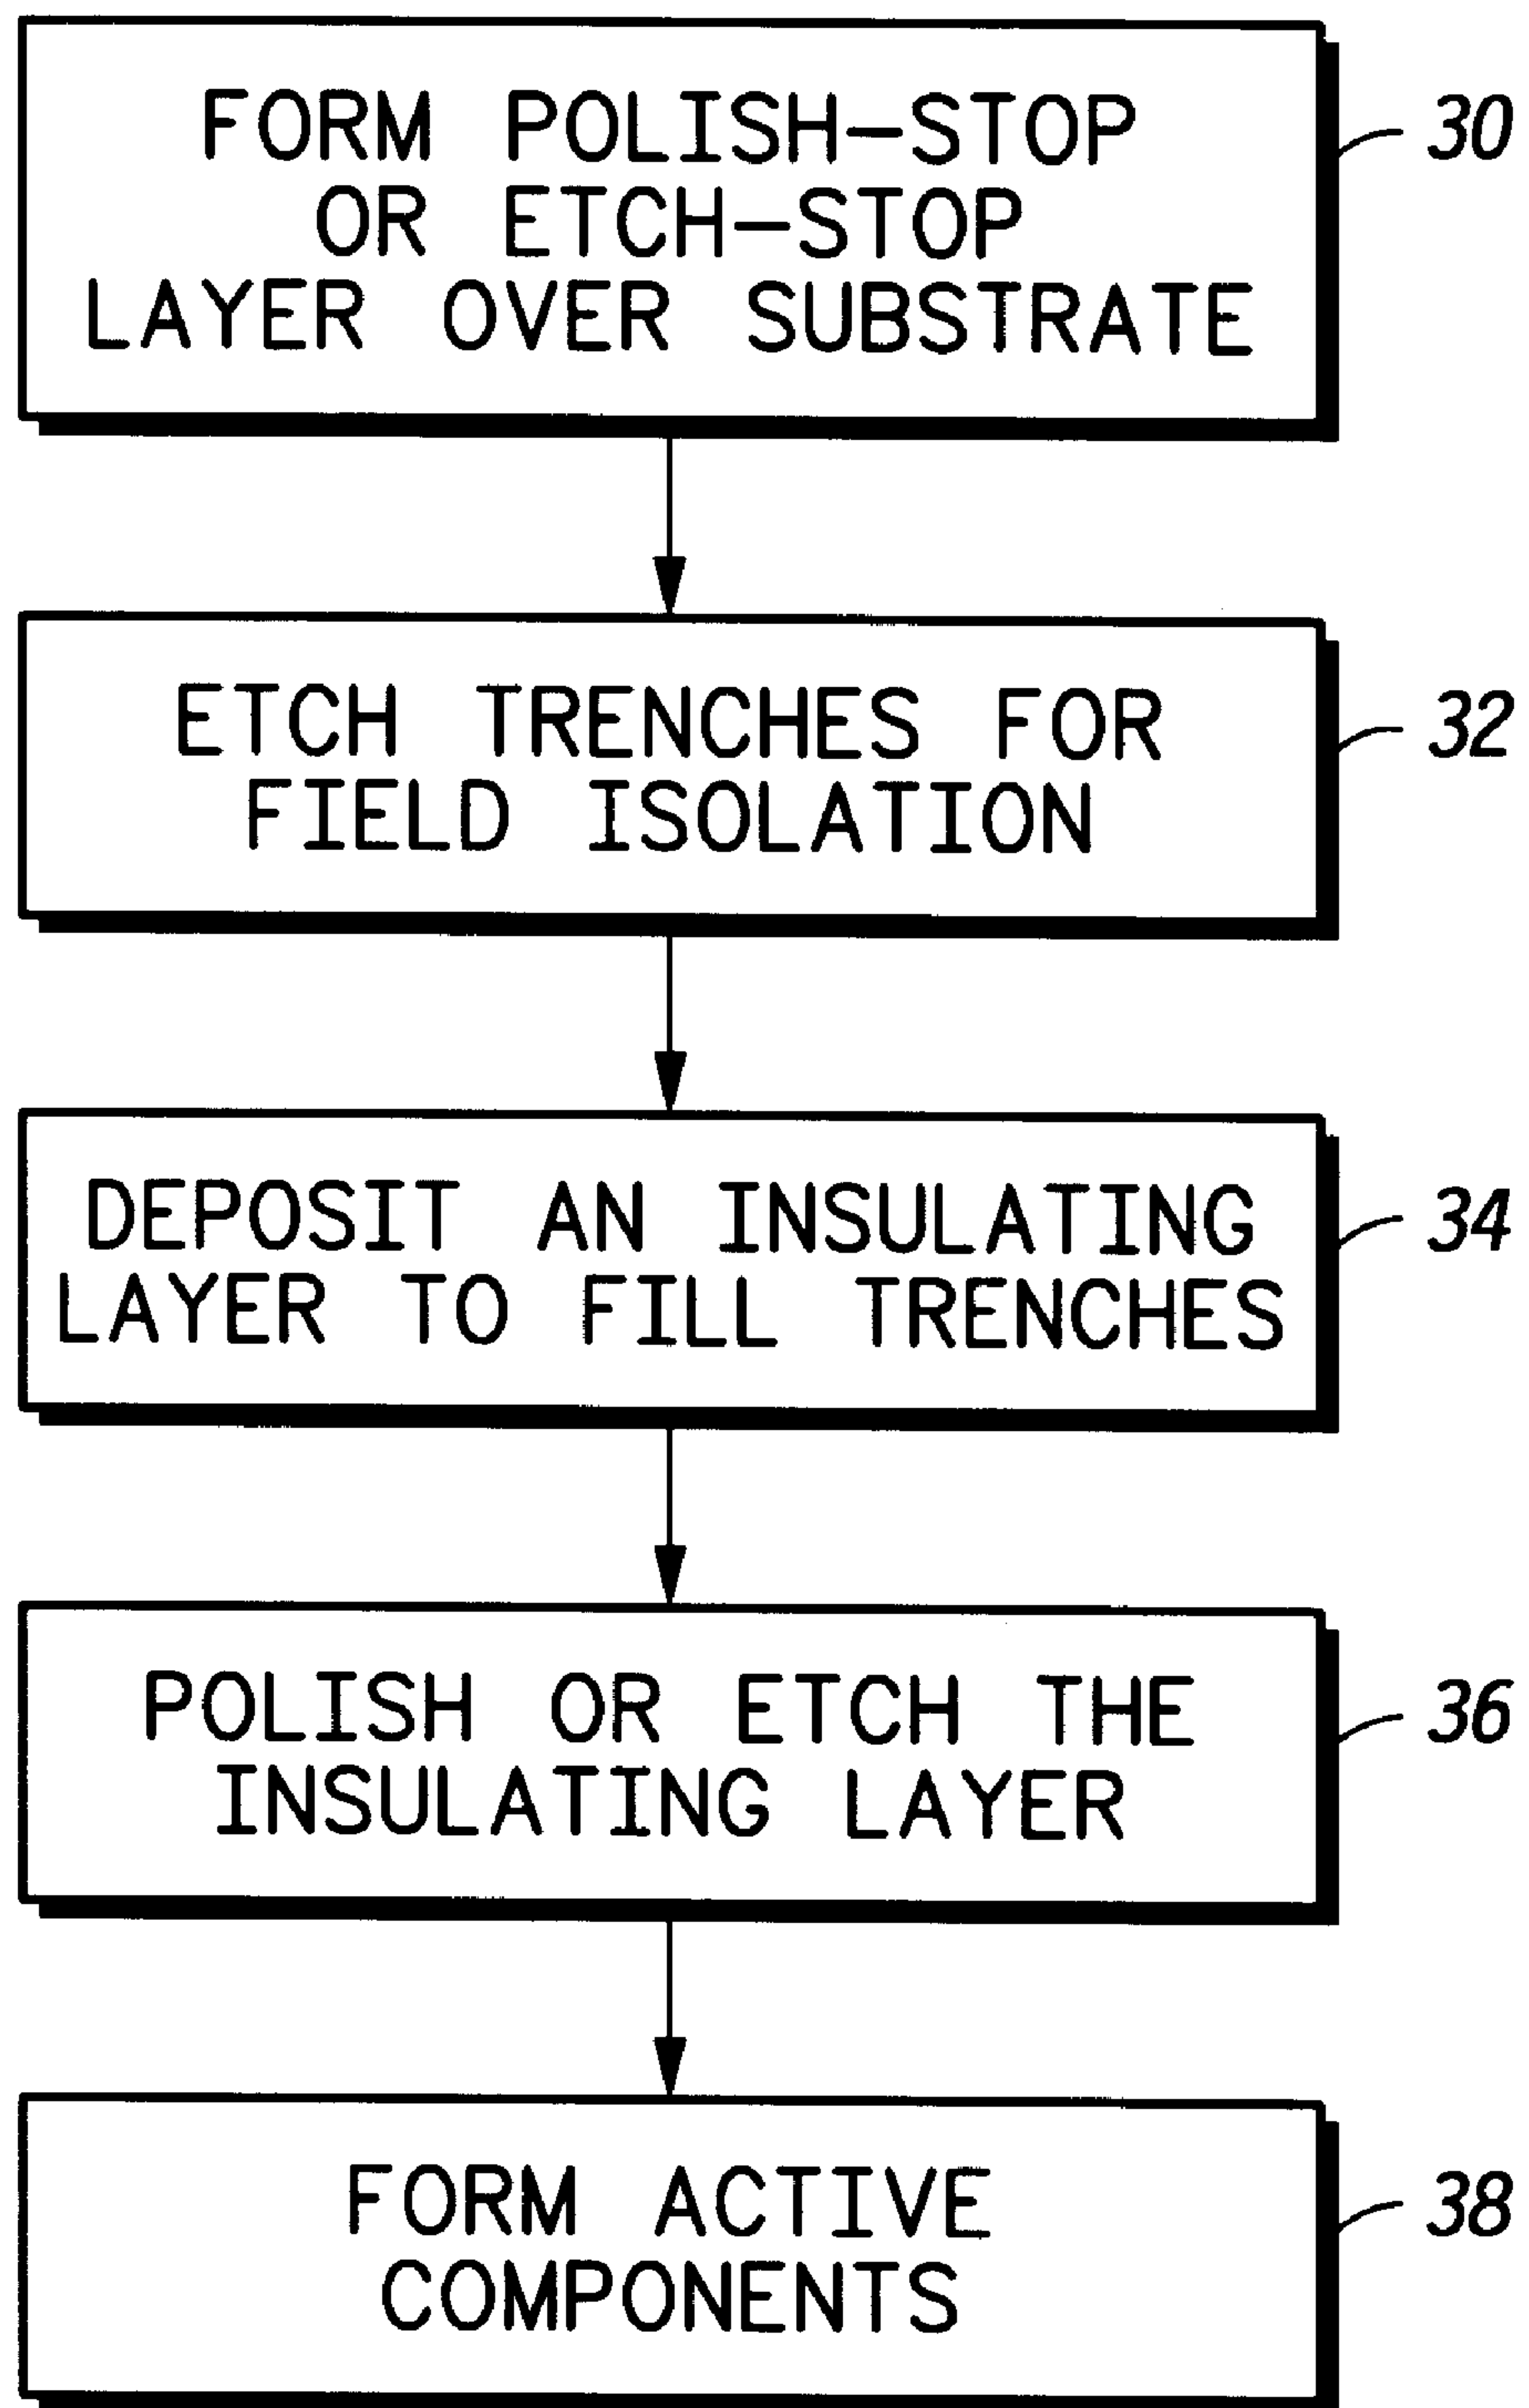 FORM POLISH-STOP
OR ETCH-STOP
LAYER OVER SUBSTRATE
30
ETCH TRENCHES FOR
FIELD ISOLATION
32
DEPOSIT AN INSULATING
LAYER TO FILL TRENCHES
34
POLISH OR ETCH THE
INSULATING LAYER
36
FORM ACTIVE
COMPONENTS
38